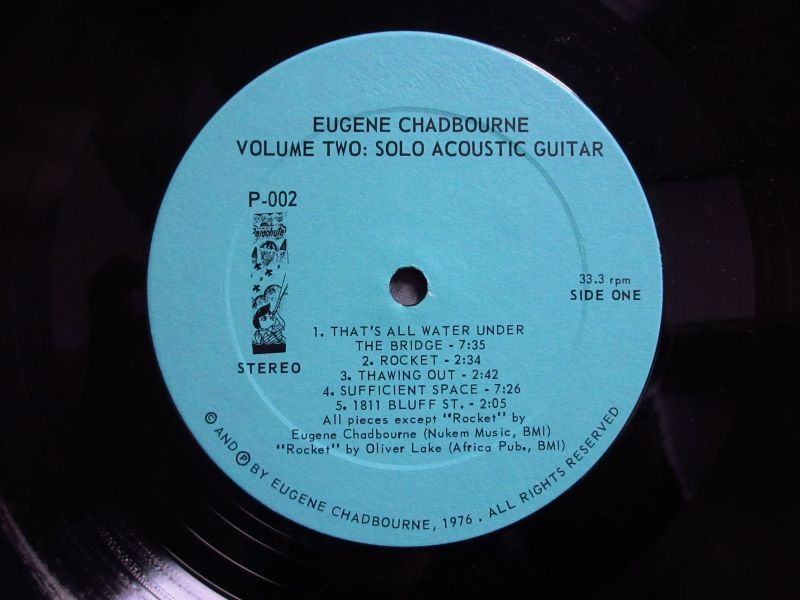 EUGENE CHADBOURNE
VOLUME TWO: SOLO ACOUSTIC GUITAR
P-002
Parachute
33.3 rpm
SIDE ONE
STEREO
1. THAT'S ALL WATER UNDER
THE BRIDGE - 7:35
2. ROCKET - 2:34
3. THAWING OUT - 2:42
4. SUFFICIENT SPACE - 7:26
5. 1811 BLUFF ST. - 2:05
All pieces except "Rocket" by
Eugene Chadbourne (Nukem Music, BMI)
"Rocket" by Oliver Lake (Africa Pub., BMI)
© AND ℗ BY EUGENE CHADBOURNE, 1976 . ALL RIGHTS RESERVED